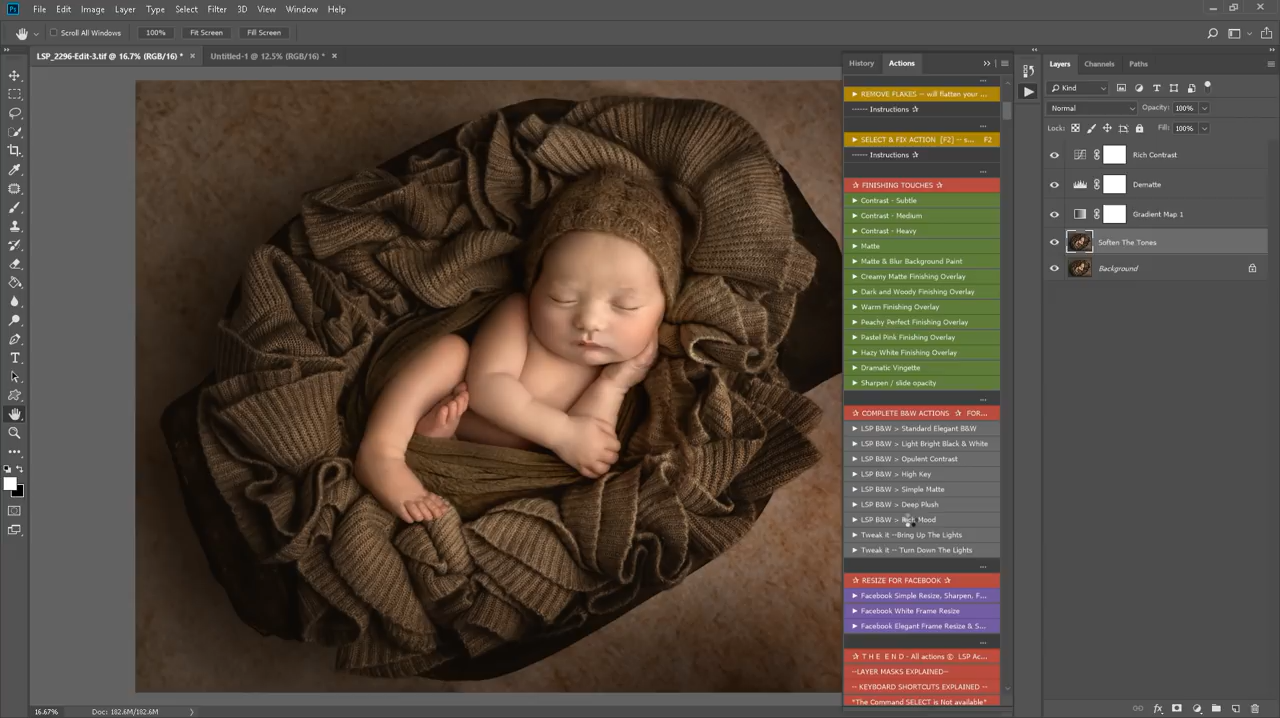 Ps File Edit Image Layer Type Select Filter 3D View Window Help
Scroll All Windows 100% Fit Screen Fill Screen
LSP_2296-Edit-3.tif @ 16.7% (RGB/16) * × Untitled-1 @ 12.5% (RGB/16) * ×
History Actions
...
REMOVE FLAKES -- will flatten your ...
------ Instructions ☆
...
SELECT & FIX ACTION [F2] -- s... F2
------ Instructions ☆
...
☆ FINISHING TOUCHES ☆
Contrast - Subtle
Contrast - Medium
Contrast - Heavy
Matte
Matte & Blur Background Paint
Creamy Matte Finishing Overlay
Dark and Woody Finishing Overlay
Warm Finishing Overlay
Peachy Perfect Finishing Overlay
Pastel Pink Finishing Overlay
Hazy White Finishing Overlay
Dramatic Vingette
Sharpen / slide opacity
...
☆ COMPLETE B&W ACTIONS ☆ FOR...
LSP B&W > Standard Elegant B&W
LSP B&W > Light Bright Black & White
LSP B&W > Opulent Contrast
LSP B&W > High Key
LSP B&W > Simple Matte
LSP B&W > Deep Plush
LSP B&W > Rich Mood
Tweak it --Bring Up The Lights
Tweak it -- Turn Down The Lights
...
☆ RESIZE FOR FACEBOOK ☆
Facebook Simple Resize, Sharpen. F...
Facebook White Frame Resize
Facebook Elegant Frame Resize & S...
...
☆ T H E E N D - All actions © LSP Ac...
--LAYER MASKS EXPLAINED--
-- KEYBOARD SHORTCUTS EXPLAINED --
*The Command SELECT is Not available*
Layers Channels Paths
Kind
Normal Opacity: 100%
Lock: Fill: 100%
Rich Contrast
Dematte
Gradient Map 1
Soften The Tones
Background
16.67% Doc: 182.6M/182.6M